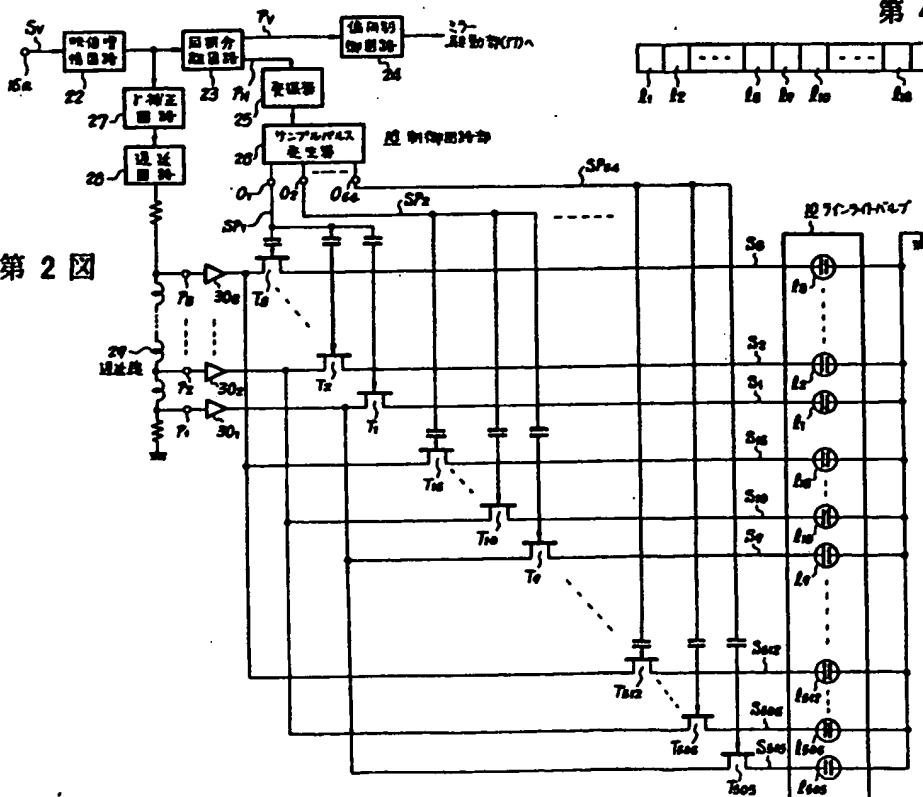 第2図
Sv
15a
映像増
幅回路
22
同期分
離回路
23
Pv
PH
偏向制
御回路
24
ミラー
駆動部(17)へ
γ補正
回路
27
発振器
25
遅延
回路
28
サンプルパルス
発生器
26
制御回路部
O1
O2
O64
SP1
SP2
SP64
10 ラインライトバルブ
29
遅延線
P8
308
T8
S8
l8
P2
302
T2
S2
l2
P1
301
T1
S1
l1
T16
S16
l16
T10
S10
l10
T9
S9
l9
T512
S512
l512
T506
S506
l506
T505
S505
l505
第
l1
l2
l8
l9
l10
l16